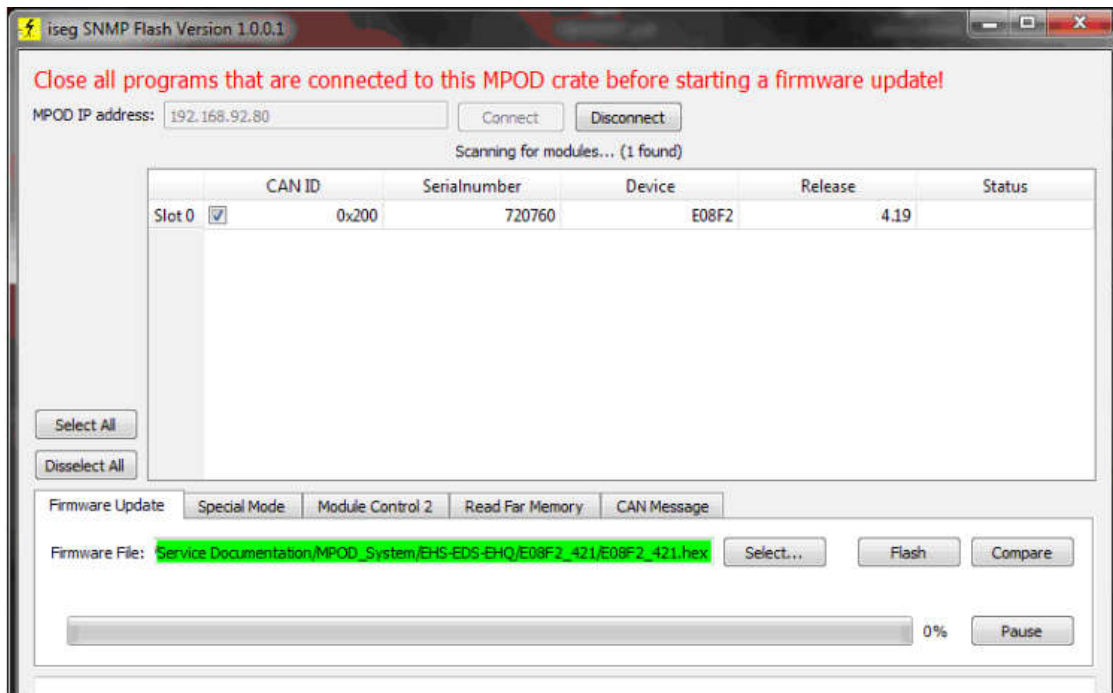 iseg SNMP Flash Version 1.0.0.1
Close all programs that are connected to this MPOD crate before starting a firmware update!
MPOD IP address: 192.168.92.80 Connect Disconnect
Scanning for modules... (1 found)
CAN ID Serialnumber Device Release Status
Slot 0 0x200 720760 E08F2 4.19
Select All
Disselect All
Firmware Update Special Mode Module Control 2 Read Far Memory CAN Message
Firmware File: Service Documentation/MPOD_System/EHS-EDS-EHQ/E08F2_421/E08F2_421.hex Select... Flash Compare
0% Pause